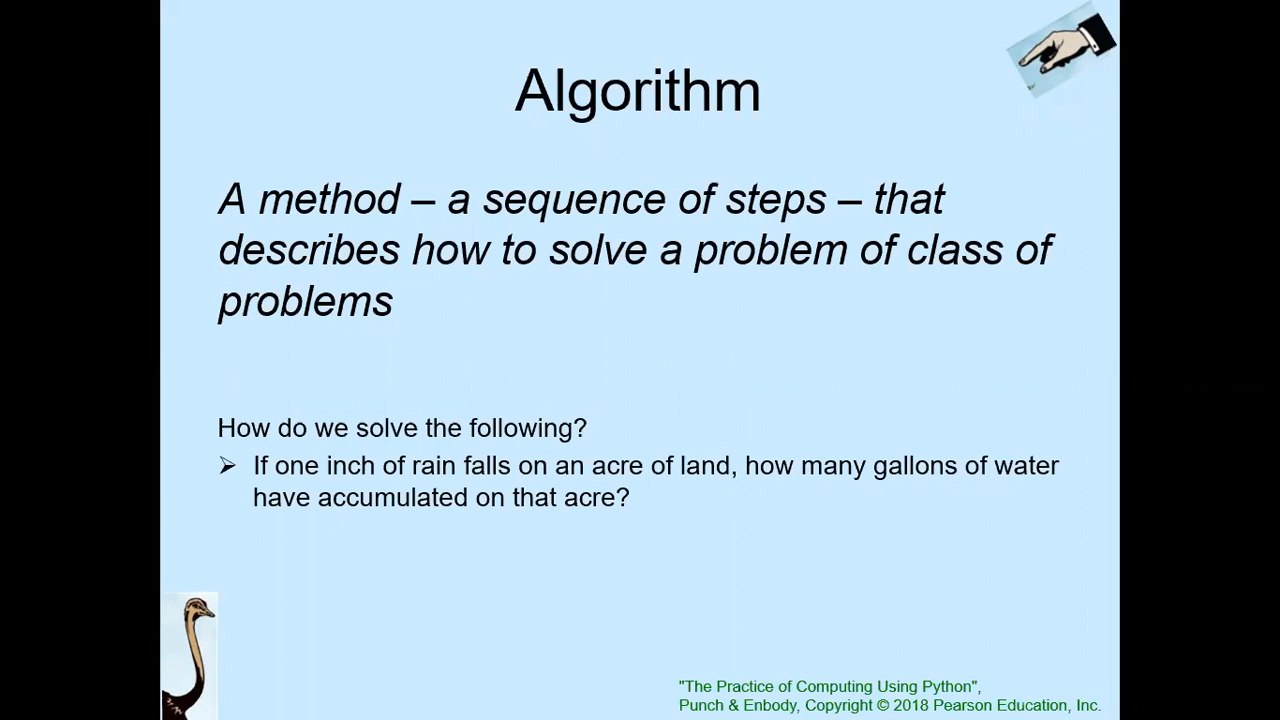 Algorithm
A method – a sequence of steps – that
describes how to solve a problem of class of
problems
How do we solve the following?
➢ If one inch of rain falls on an acre of land, how many gallons of water
have accumulated on that acre?
"The Practice of Computing Using Python",
Punch & Enbody, Copyright © 2018 Pearson Education, Inc.